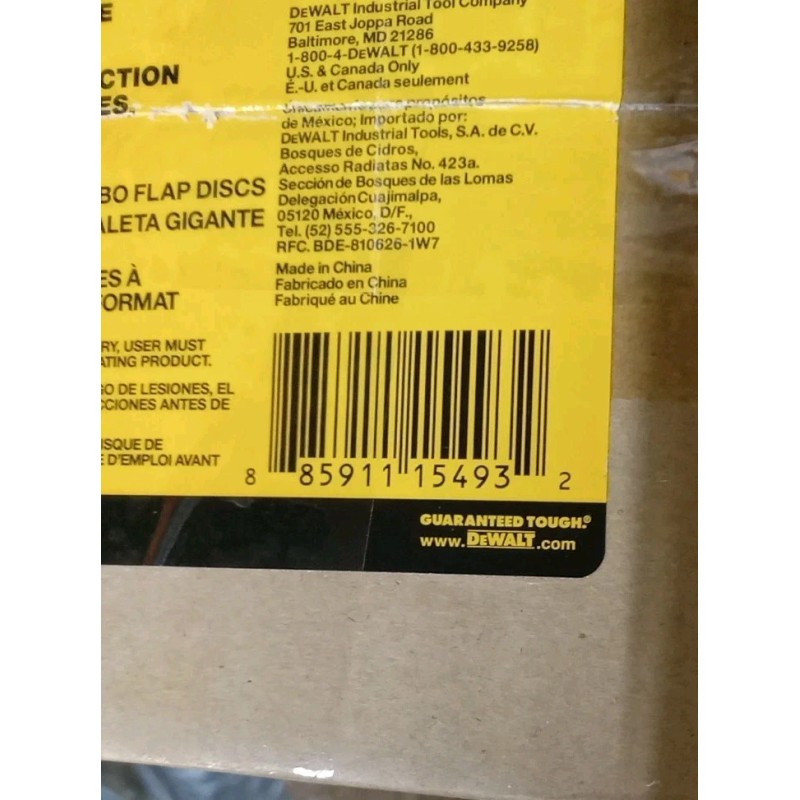 E
CTION
ES.
BO FLAP DISCS
ALETA GIGANTE
ES À
FORMAT
RY, USER MUST
ATING PRODUCT.
GO DE LESIONES, EL
CCIONES ANTES DE
ISQUE DE
E D'EMPLOI AVANT
DEWALT Industrial Tool Company
701 East Joppa Road
Baltimore, MD 21286
1-800-4-DEWALT (1-800-433-9258)
U.S. & Canada Only
É.-U. et Canada seulement
propósitos
de México; Importado por:
DEWALT Industrial Tools, S.A. de C.V.
Bosques de Cidros,
Accesso Radiatas No. 423a.
Sección de Bosques de las Lomas
Delegación Cuajimalpa,
05120 México, D/F.,
Tel. (52) 555-326-7100
RFC. BDE-810626-1W7
Made in China
Fabricado en China
Fabriqué au Chine
8 85911 15493 2
GUARANTEED TOUGH.®
www.DEWALT.com